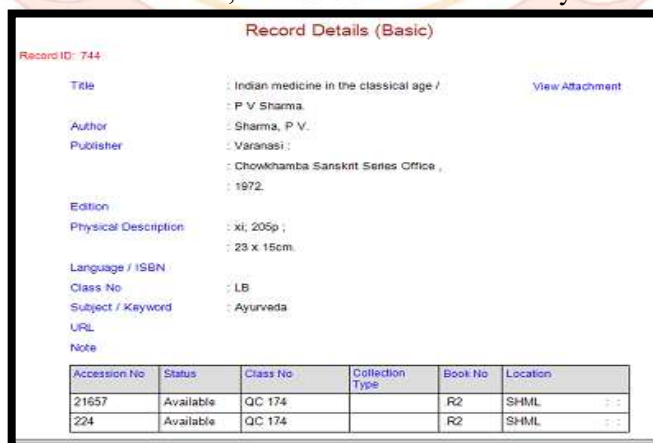 Record Details (Basic)
Record ID: 744
Title : Indian medicine in the classical age / View Attachment
: P V Sharma.
Author : Sharma, P V.
Publisher : Varanasi :
: Chowkhamba Sanskrit Series Office ,
: 1972.
Edition
Physical Description : xi; 205p ;
: 23 x 15cm.
Language / ISBN
Class No : LB
Subject / Keyword : Ayurveda
URL
Note
Accession No Status Class No Collection Type Book No Location
21657 Available QC 174 .R2 SHML : :
224 Available QC 174 .R2 SHML : :